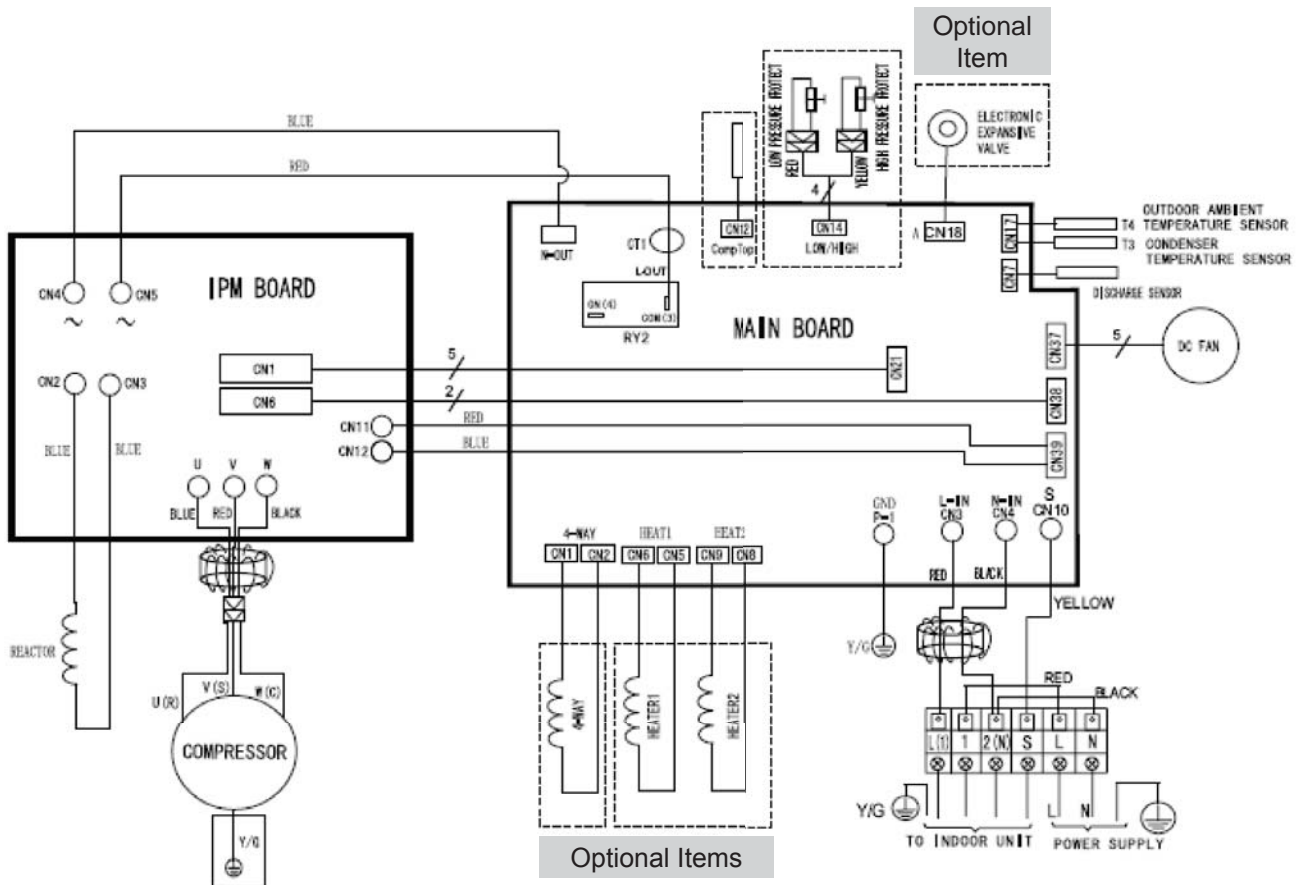 Optional
Item
LOW PRESSURE PROTECT
HIGH PRESSURE PROTECT
RED
YELLOW
4
ELECTRONIC
EXPANSIVE
VALVE
BLUE
RED
CN12
CompTop
CN14
LOW/HIGH
A CN18
CN17
CN7
OUTDOOR AMBIENT
T4 TEMPERATURE SENSOR
T3 CONDENSER
TEMPERATURE SENSOR
DISCHARGE SENSOR
N-OUT
CT1
L-OUT
ON(4)
COM(3)
RY2
IPM BOARD
MAIN BOARD
CN4
CN5
~
~
CN2
CN3
CN1
CN6
5
2
CN21
CN37
5
DC FAN
CN38
CN39
CN11
RED
CN12
BLUE
BLUE
BLUE
U V W
BLUE
RED
BLACK
REACTOR
U(R)
V(S)
W(C)
COMPRESSOR
Y/G
4-WAY
HEAT1
HEAT2
CN1
CN2
CN6
CN5
CN9
CN8
4-WAY
HEATER1
HEATER2
Optional Items
GND
P-1
L-IN
CN3
N-IN
CN4
S
CN10
RED
BLACK
YELLOW
Y/G
RED
BLACK
L(1) 1 2(N) S L N
Y/G
L N
TO INDOOR UNIT
POWER SUPPLY